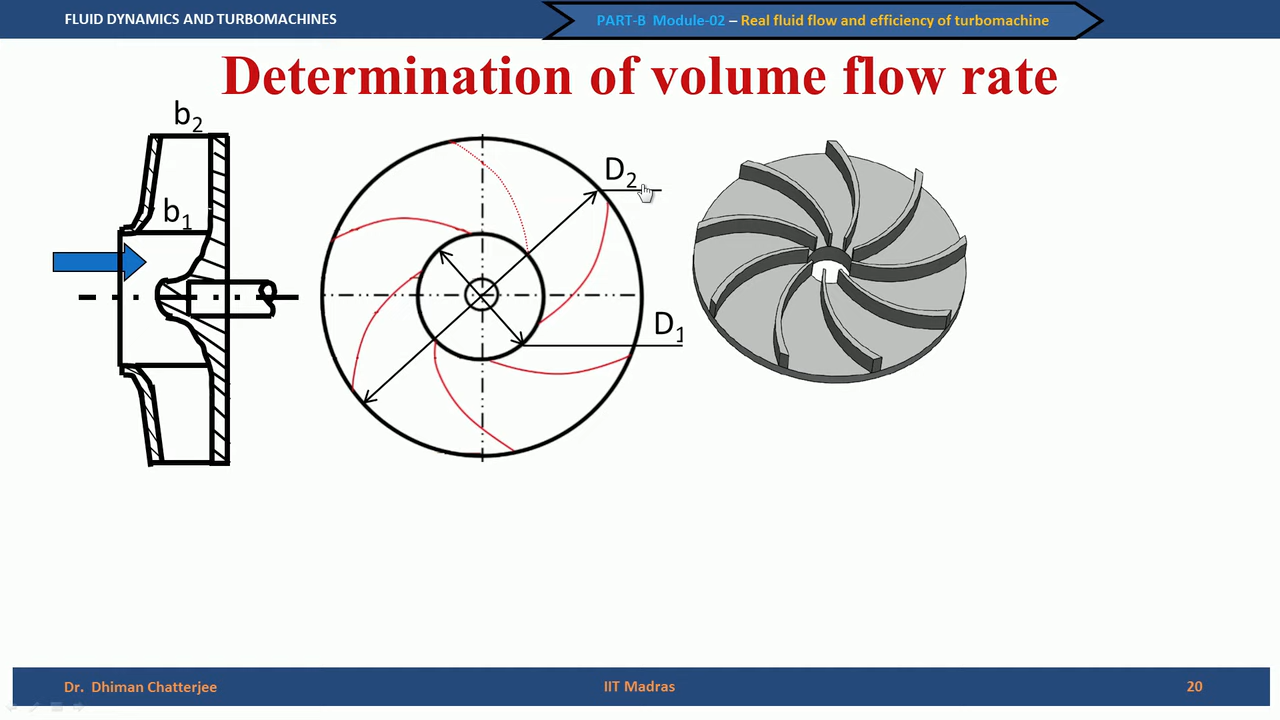 FLUID DYNAMICS AND TURBOMACHINES
PART-B Module-02 – Real fluid flow and efficiency of turbomachine
Determination of volume flow rate
b2
b1
D2
D1
Dr. Dhiman Chatterjee
IIT Madras
20